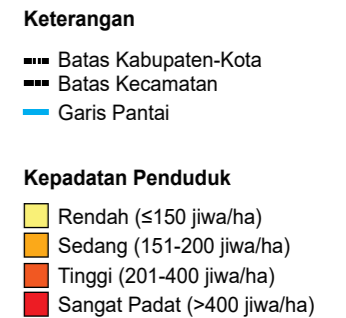 Keterangan
Batas Kabupaten-Kota
Batas Kecamatan
Garis Pantai
Kepadatan Penduduk
Rendah (≤150 jiwa/ha)
Sedang (151-200 jiwa/ha)
Tinggi (201-400 jiwa/ha)
Sangat Padat (>400 jiwa/ha)